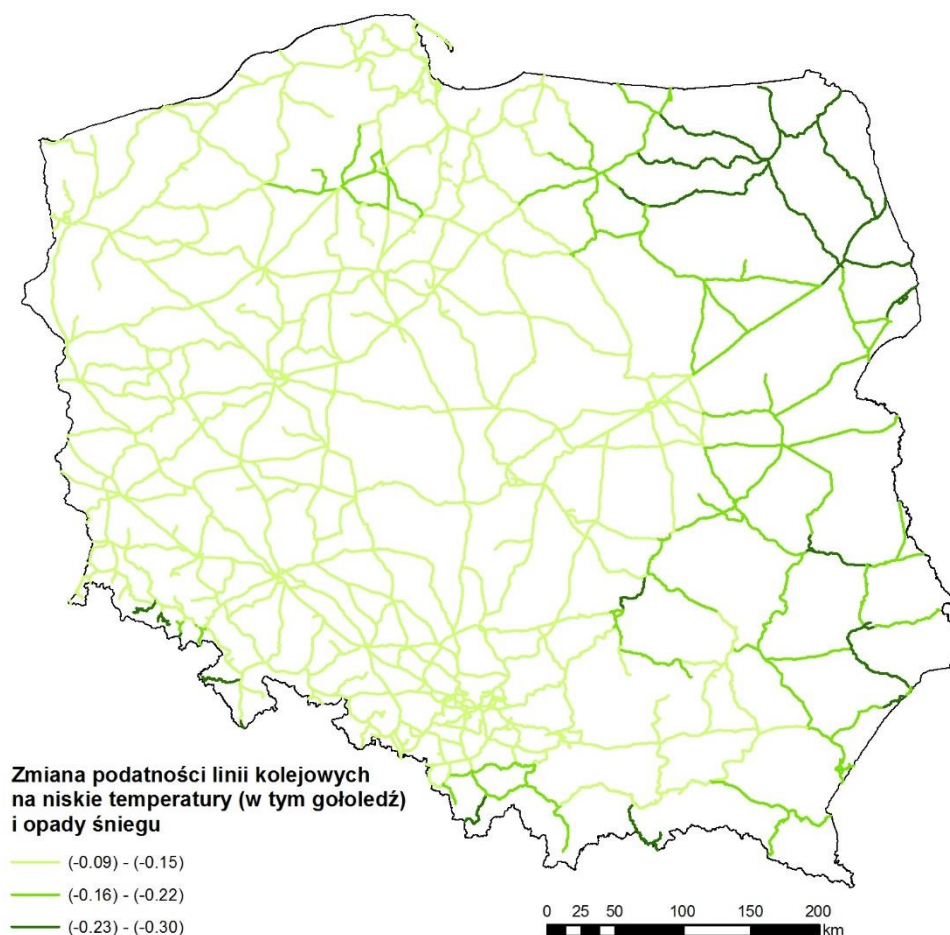 Zmiana podatności linii kolejowych
na niskie temperatury (w tym gołoledź)
i opady śniegu
(-0.09) - (-0.15)
(-0.16) - (-0.22)
(-0.23) - (-0.30)
0 25 50 100 150 200
km